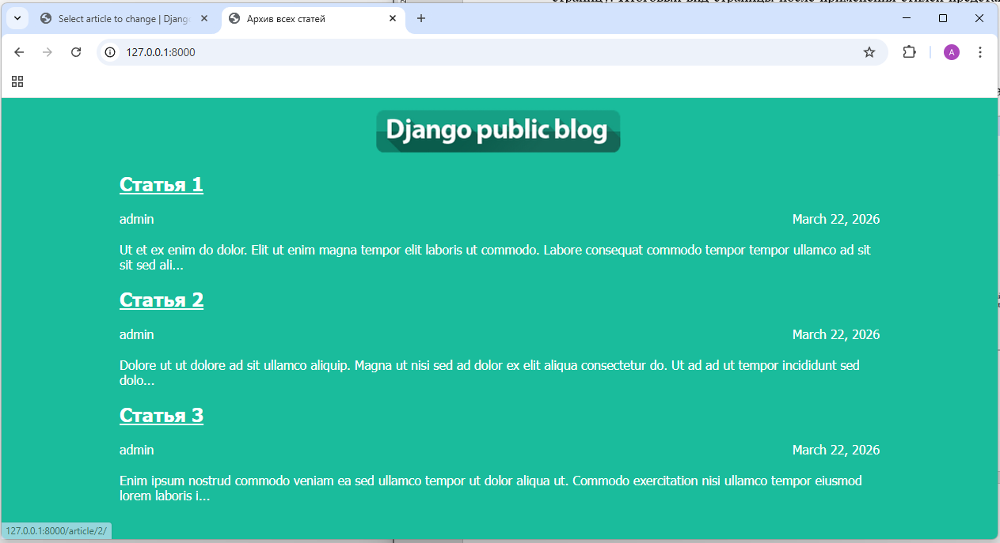 Select article to change | Django
Архив всех статей
127.0.0.1:8000
A
Django public blog
Статья 1
admin
March 22, 2026
Ut et ex enim do dolor. Elit ut enim magna tempor elit laboris ut commodo. Labore consequat commodo tempor tempor ullamco ad sit
sit sed ali...
Статья 2
admin
March 22, 2026
Dolore ut ut dolore ad sit ullamco aliquip. Magna ut nisi sed ad dolor ex elit aliqua consectetur do. Ut ad ad ut tempor incididunt sed
dolo...
Статья 3
admin
March 22, 2026
Enim ipsum nostrud commodo veniam ea sed ullamco tempor ut dolor aliqua ut. Commodo exercitation nisi ullamco tempor eiusmod
lorem laboris i...
127.0.0.1:8000/article/2/